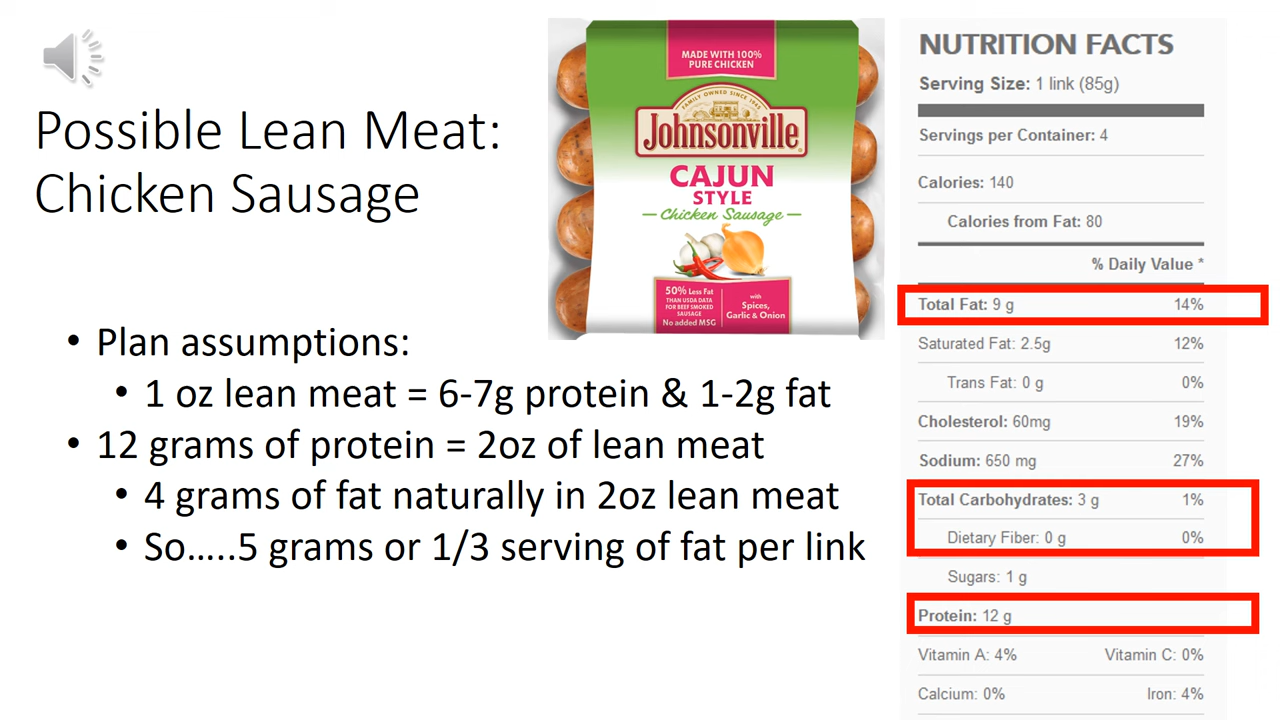 Possible Lean Meat:
Chicken Sausage
• Plan assumptions:
• 1 oz lean meat = 6-7g protein & 1-2g fat
• 12 grams of protein = 2oz of lean meat
• 4 grams of fat naturally in 2oz lean meat
• So.....5 grams or 1/3 serving of fat per link
MADE WITH 100%
PURE CHICKEN
FAMILY OWNED SINCE 1945
Johnsonville
CAJUN
STYLE
Chicken Sausage
50% Less Fat
THAN USDA DATA
FOR BEEF SMOKED
SAUSAGE
No added MSG
with
Spices,
Garlic & Onion
NUTRITION FACTS
Serving Size: 1 link (85g)
Servings per Container: 4
Calories: 140
Calories from Fat: 80
% Daily Value *
Total Fat: 9 g 14%
Saturated Fat: 2.5g 12%
Trans Fat: 0 g 0%
Cholesterol: 60mg 19%
Sodium: 650 mg 27%
Total Carbohydrates: 3 g 1%
Dietary Fiber: 0 g 0%
Sugars: 1 g
Protein: 12 g
Vitamin A: 4% Vitamin C: 0%
Calcium: 0% Iron: 4%